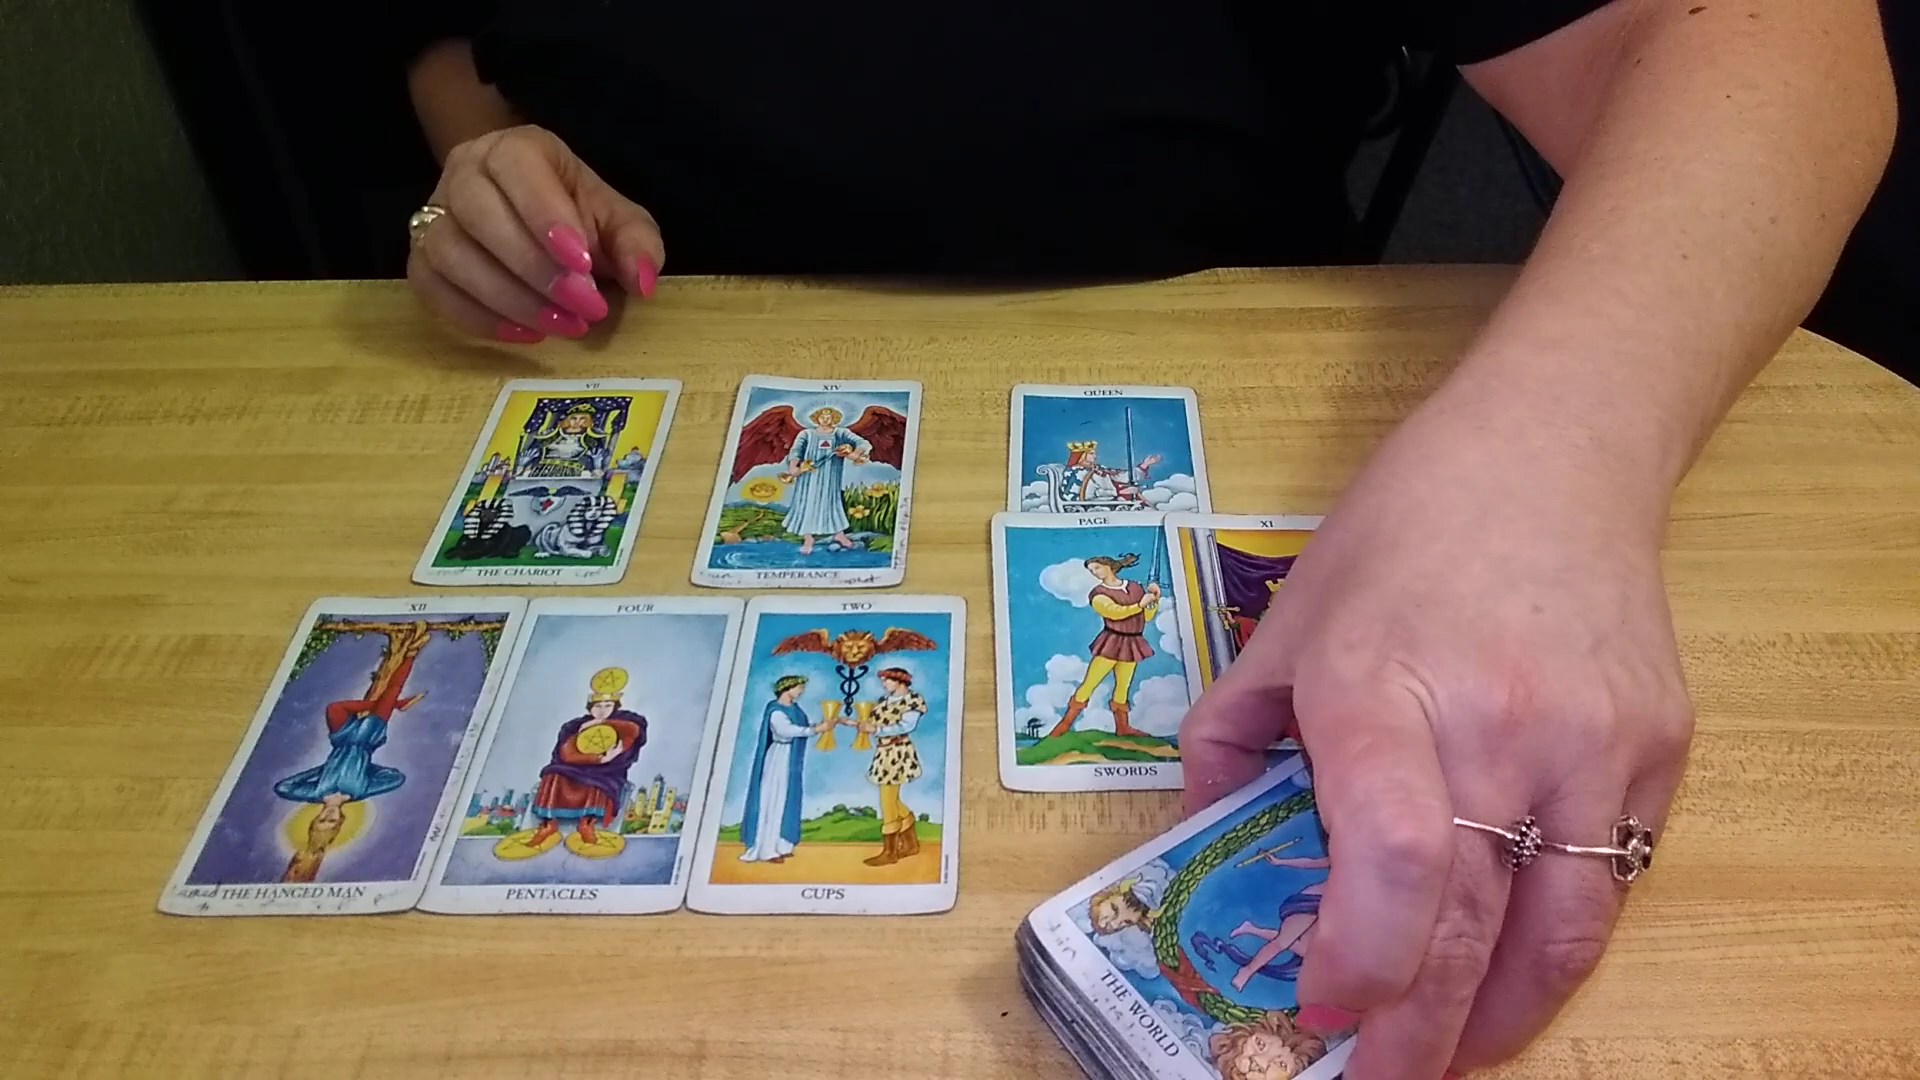 VII
THE CHARIOT
XIV
TEMPERANCE
QUEEN
PAGE
SWORDS
XI
XII
THE HANGED MAN
FOUR
PENTACLES
TWO
CUPS
THE WORLD